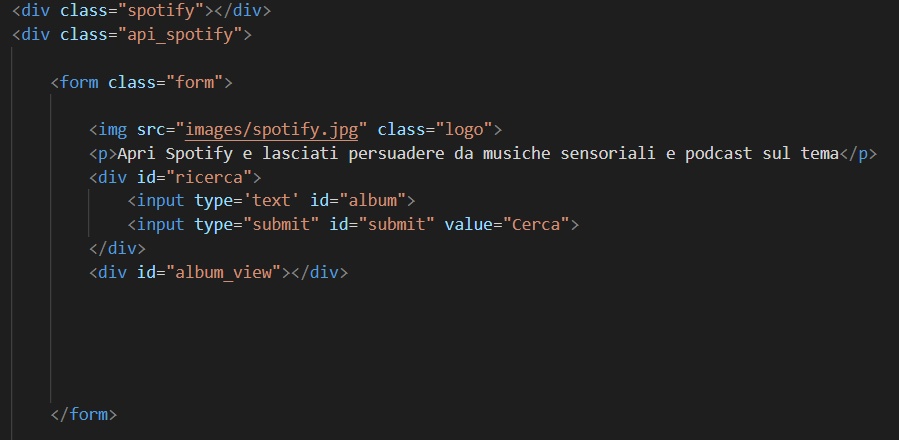 <div class="spotify"></div>
<div class="api_spotify">
<form class="form">
<img src="images/spotify.jpg" class="logo">
<p>Apri Spotify e lasciati persuadere da musiche sensoriali e podcast sul tema</p>
<div id="ricerca">
<input type='text' id="album">
<input type="submit" id="submit" value="Cerca">
</div>
<div id="album_view"></div>
</form>